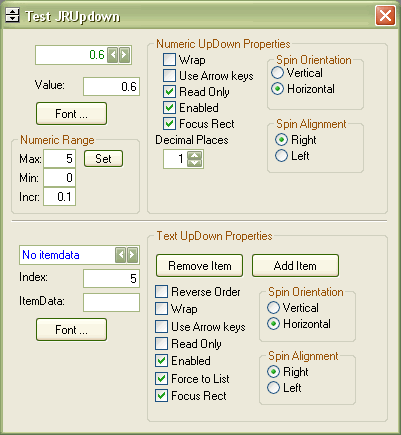 Test JRUpdown
0.6
Value: 0.6
Font ...
Numeric Range
Max: 5 Set
Min: 0
Incr: 0.1
Numeric UpDown Properties
Wrap
Use Arrow keys
Read Only
Enabled
Focus Rect
Decimal Places
1
Spin Orientation
Vertical
Horizontal
Spin Alignment
Right
Left
No itemdata
Index: 5
ItemData:
Font ...
Text UpDown Properties
Remove Item Add Item
Reverse Order
Wrap
Use Arrow keys
Read Only
Enabled
Force to List
Focus Rect
Spin Orientation
Vertical
Horizontal
Spin Alignment
Right
Left